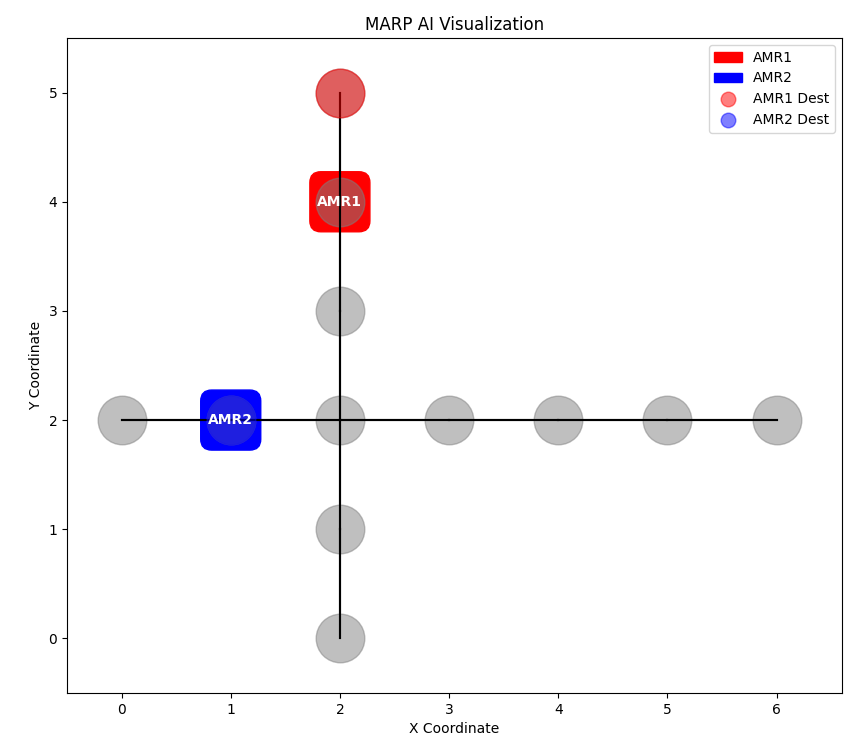 MARP AI Visualization
AMR1
AMR2
AMR1 Dest
AMR2 Dest
5
4
3
2
1
0
Y Coordinate
AMR1
AMR2
0 1 2 3 4 5 6
X Coordinate